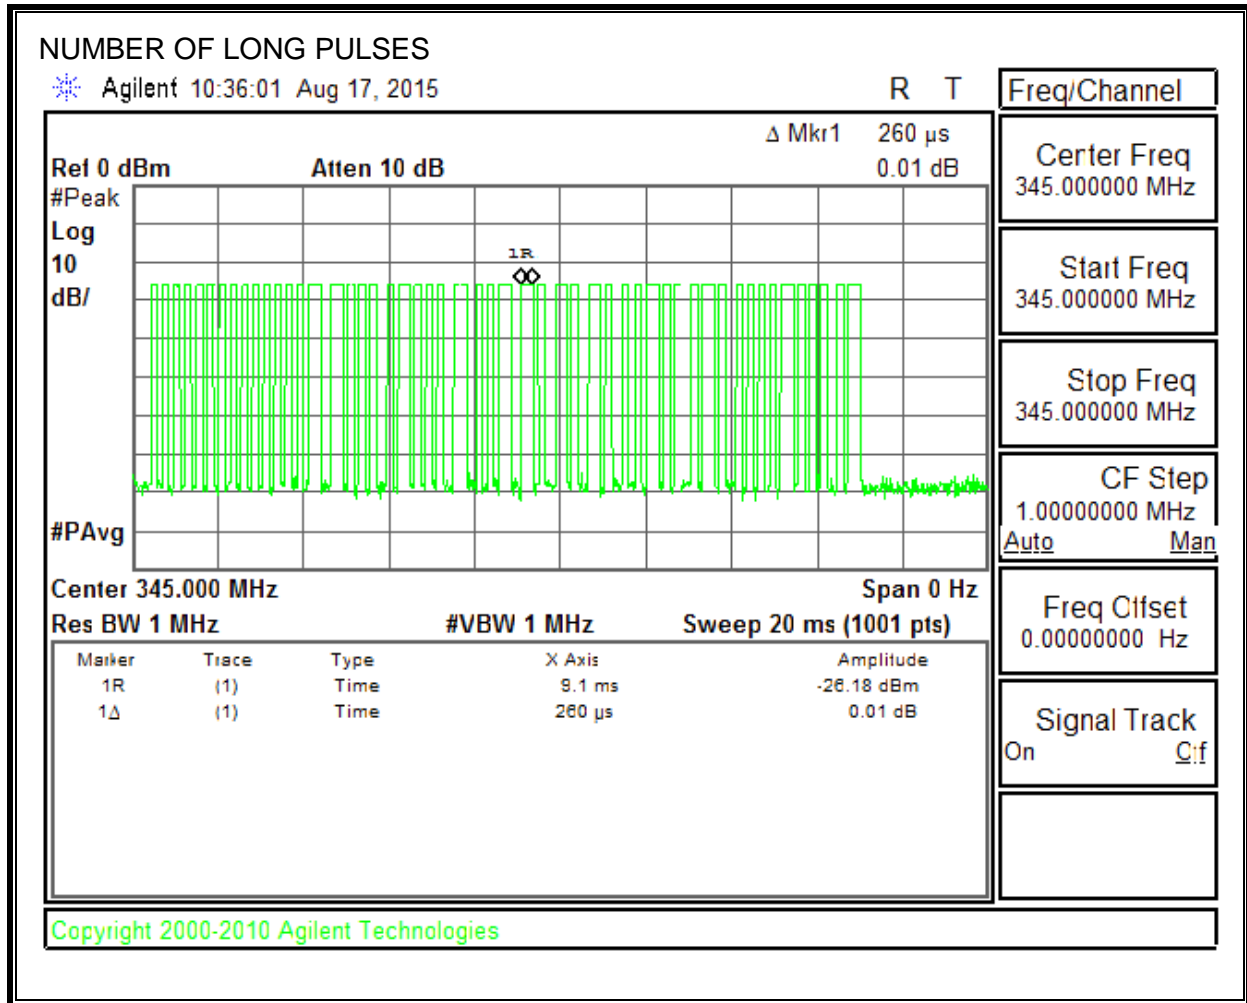 NUMBER OF LONG PULSES
Agilent 10:36:01 Aug 17, 2015 R T
Freq/Channel
Δ Mkr1 260 µs
Ref 0 dBm Atten 10 dB 0.01 dB
#Peak
Log
10
dB/
1R
#PAvg
Center 345.000 MHz Span 0 Hz
Res BW 1 MHz #VBW 1 MHz Sweep 20 ms (1001 pts)
Marker Trace Type X Axis Amplitude
1R (1) Time 9.1 ms -26.18 dBm
1Δ (1) Time 260 µs 0.01 dB
Center Freq
345.000000 MHz
Start Freq
345.000000 MHz
Stop Freq
345.000000 MHz
CF Step
1.00000000 MHz
Auto Man
Freq Offset
0.00000000 Hz
Signal Track
On Off
Copyright 2000-2010 Agilent Technologies